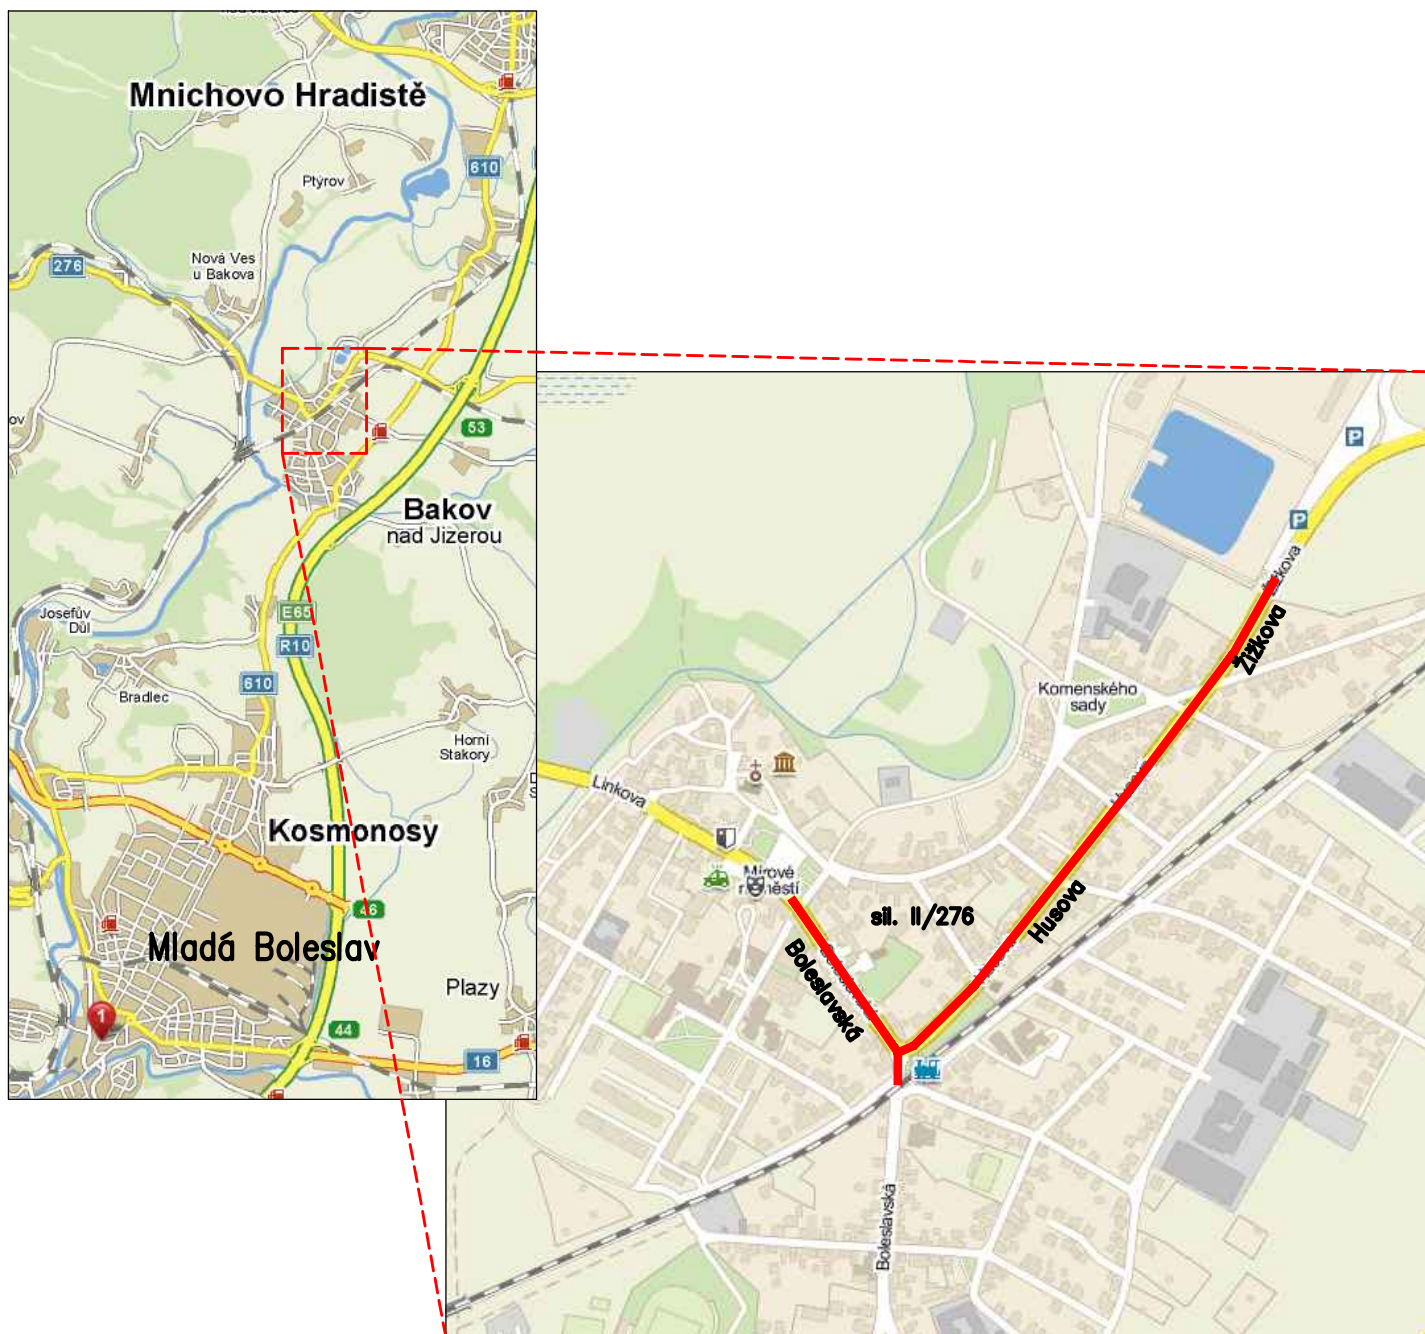 Mnichovo Hradistě
610
Ptýrov
Nová Ves
u Bakova
276
53
Bakov
nad Jizerou
Josefův
Důl
E65
R10
610
Bradlec
Horní
Stakory
Kosmonosy
46
Mladá Boleslav
Plazy
1
44
16
P
P
Žižkova
Komenského
sady
Linkova
Mírové
náměstí
sil. II/276
Husova
Boleslavská
Boleslavská